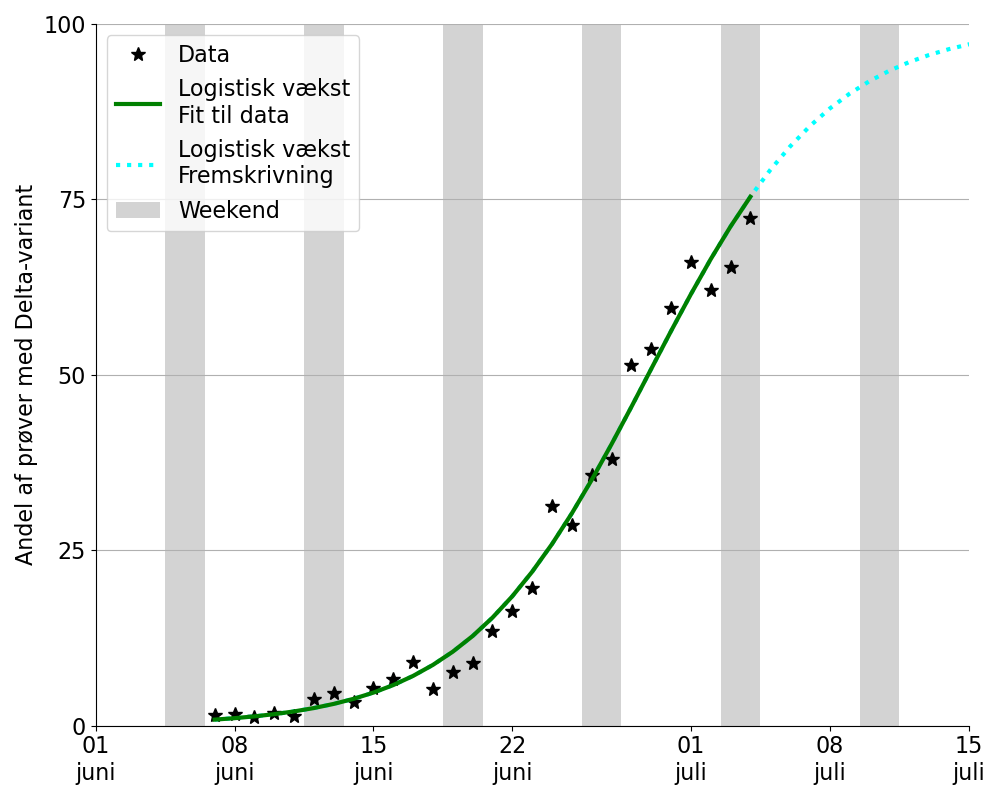 100
75
50
25
0
Andel af prøver med Delta-variant
Data
Logistisk vækst
Fit til data
Logistisk vækst
Fremskrivning
Weekend
01
juni
08
juni
15
juni
22
juni
01
juli
08
juli
15
juli